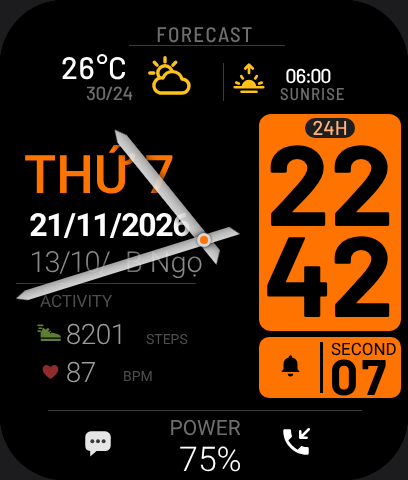 FORECAST
26°C
30/24
06:00
SUNRISE
24H
22
42
THỨ 7
21/11/2026
13/10/ B Ngọ
ACTIVITY
8201 STEPS
87 BPM
SECOND
07
POWER
75%